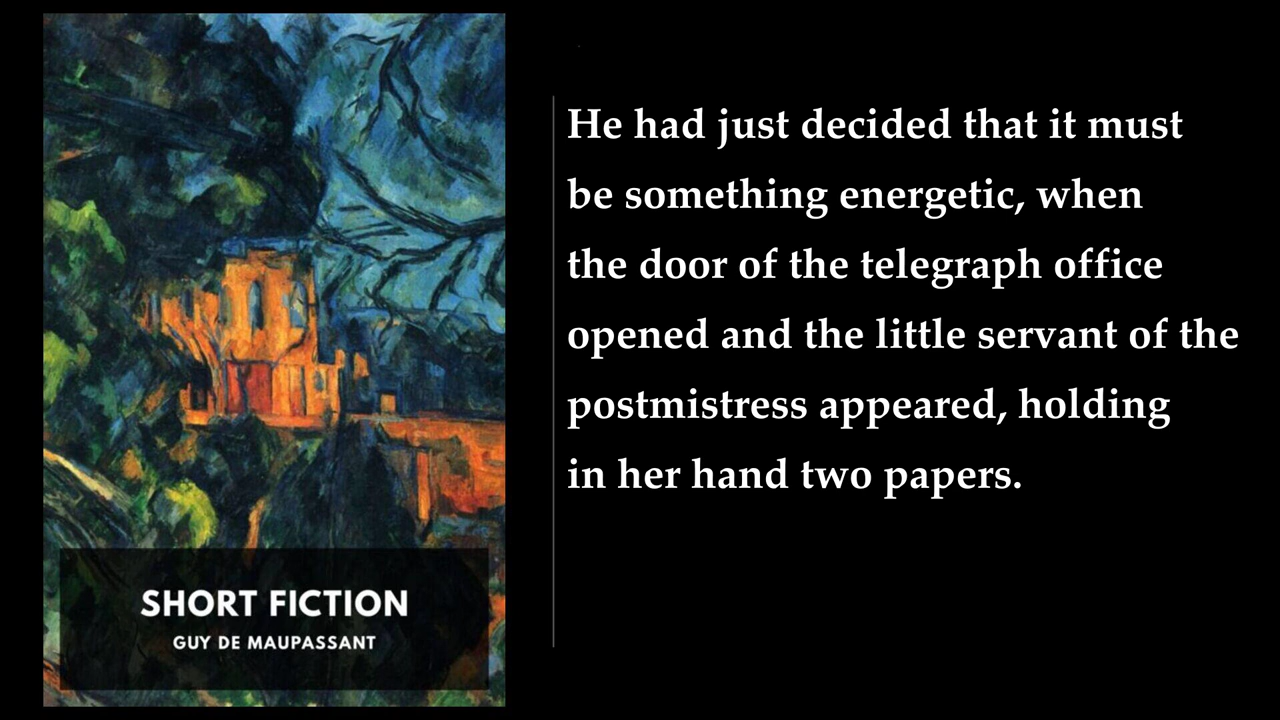 SHORT FICTION
GUY DE MAUPASSANT
He had just decided that it must
be something energetic, when
the door of the telegraph office
opened and the little servant of the
postmistress appeared, holding
in her hand two papers.